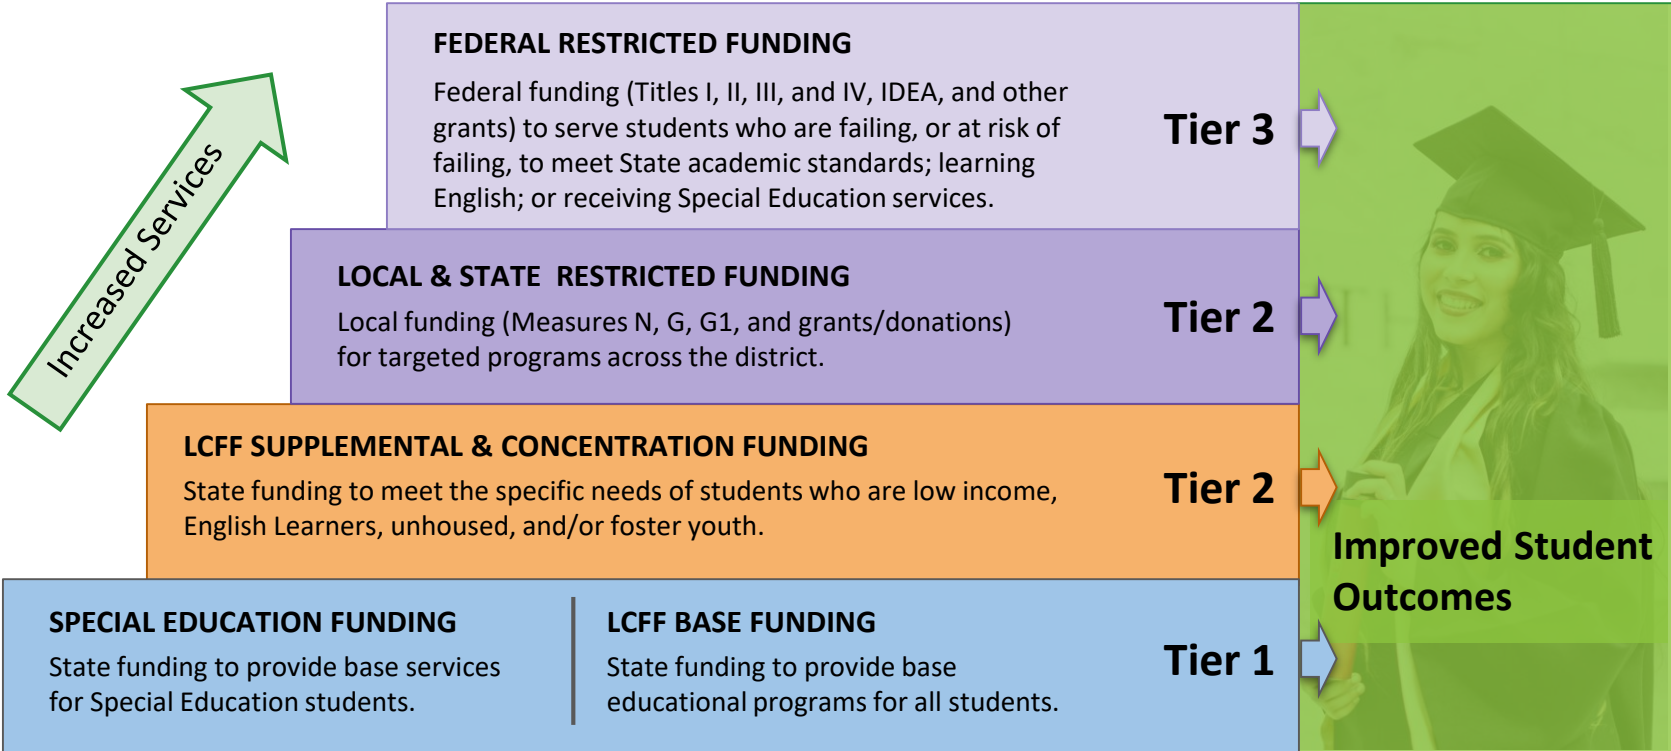 FEDERAL RESTRICTED FUNDING
Federal funding (Titles I, II, III, and IV, IDEA, and other
grants) to serve students who are failing, or at risk of
failing, to meet State academic standards; learning
English; or receiving Special Education services.
Tier 3
Increased Services
LOCAL & STATE RESTRICTED FUNDING
Local funding (Measures N, G, G1, and grants/donations)
for targeted programs across the district.
Tier 2
LCFF SUPPLEMENTAL & CONCENTRATION FUNDING
State funding to meet the specific needs of students who are low income,
English Learners, unhoused, and/or foster youth.
Tier 2
Improved Student
Outcomes
SPECIAL EDUCATION FUNDING
State funding to provide base services
for Special Education students.
LCFF BASE FUNDING
State funding to provide base
educational programs for all students.
Tier 1